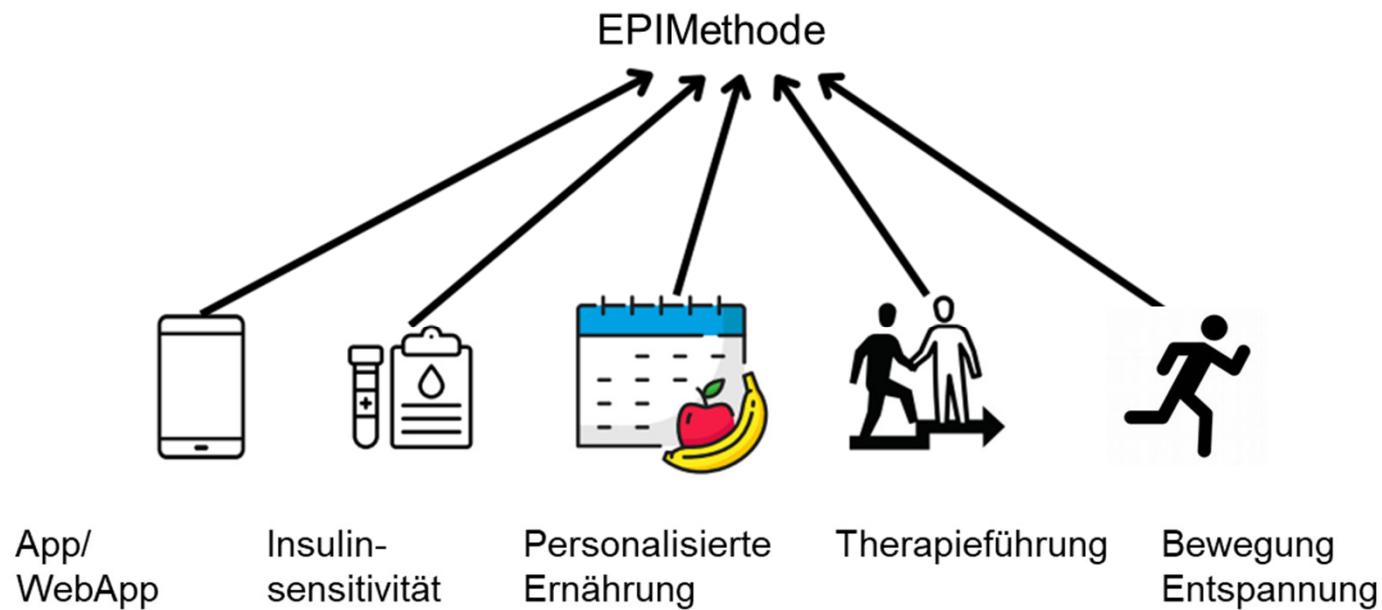 EPIMethode
App/
WebApp
Insulin-
sensitivität
Personalisierte
Ernährung
Therapieführung
Bewegung
Entspannung